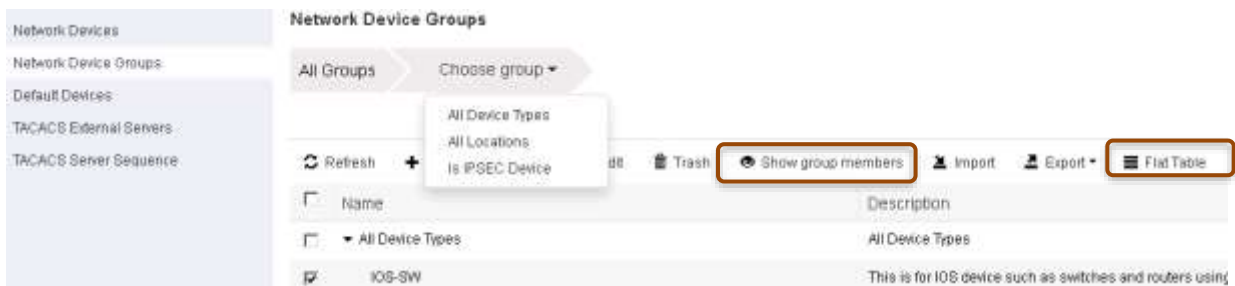 Network Devices
Network Device Groups
Default Devices
TACACS External Servers
TACACS Server Sequence
Network Device Groups
All Groups Choose group
All Device Types
All Locations
Is IPSEC Device
Refresh + dit Trash Show group members Import Export Flat Table
Name Description
All Device Types All Device Types
IOS-SW This is for IOS device such as switches and routers using